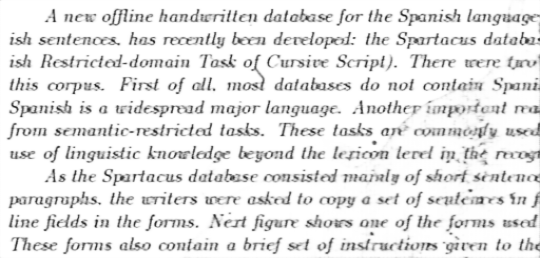 A new offline handwritten database for the Spanish language
ish sentences, has recently been developed: the Spartacus databa
ish Restricted-domain Task of Cursive Script). There were two
this corpus. First of all, most databases do not contain Spani
Spanish is a widespread major language. Another important rea
from semantic-restricted tasks. These tasks are commonly used
use of linguistic knowledge beyond the lexicon level in the recog
As the Spartacus database consisted mainly of short sentence
paragraphs, the writers were asked to copy a set of sentences in f
line fields in the forms. Next figure shows one of the forms used
These forms also contain a brief set of instructions given to the